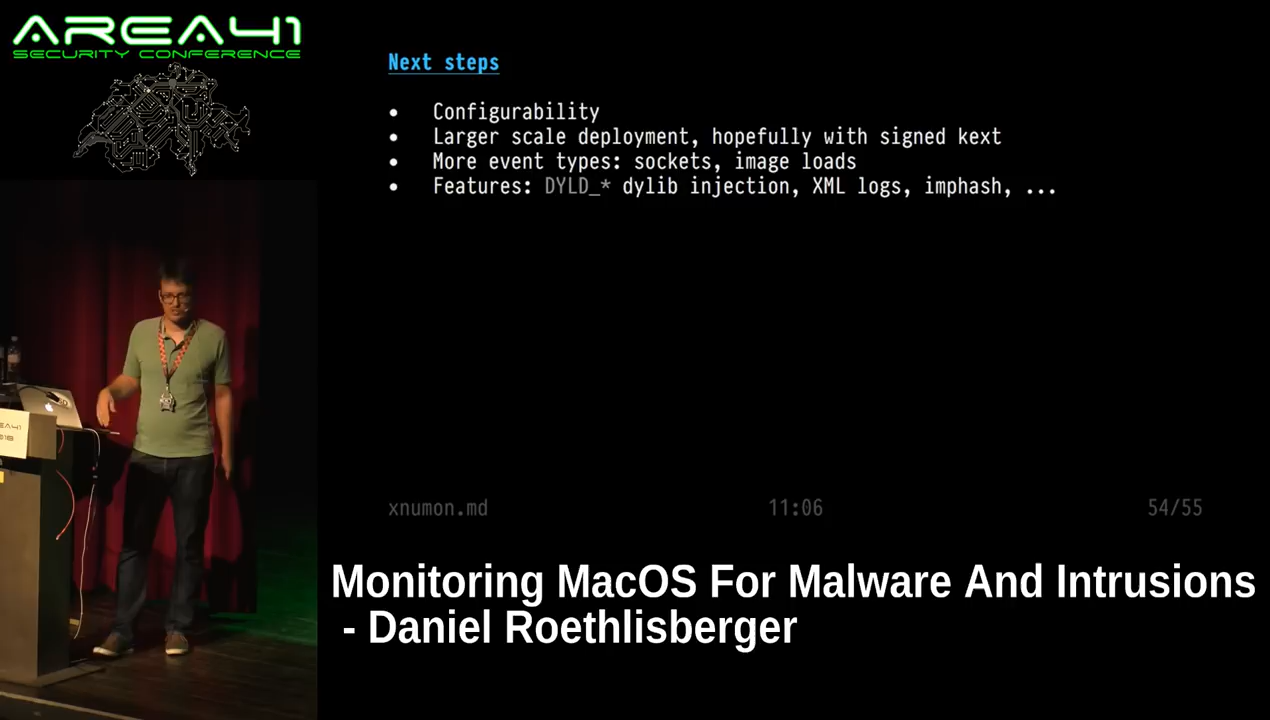 AREA41
SECURITY CONFERENCE
Next steps
• Configurability
• Larger scale deployment, hopefully with signed kext
• More event types: sockets, image loads
• Features: DYLD_* dylib injection, XML logs, imphash, ...
xnumon.md 11:06 54/55
Monitoring MacOS For Malware And Intrusions
- Daniel Roethlisberger